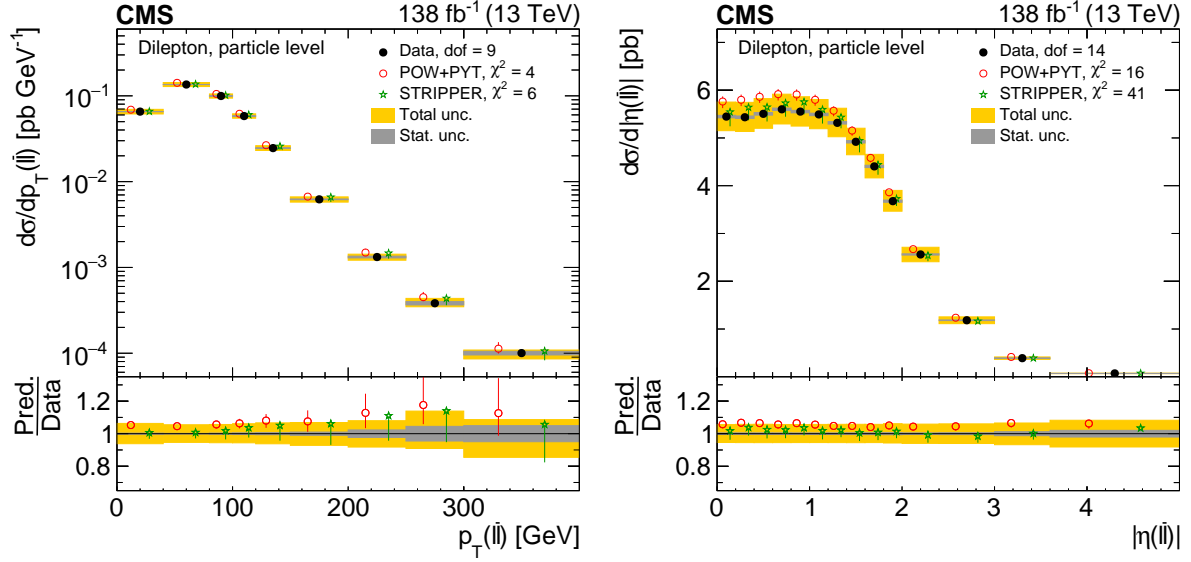 CMS 138 fb⁻¹ (13 TeV)
Dilepton, particle level
Data, dof = 9
POW+PYT, χ² = 4
STRIPPER, χ² = 6
Total unc.
Stat. unc.
dσ/dp_T(ll̄) [pb GeV⁻¹]
10⁻¹
10⁻²
10⁻³
10⁻⁴
Pred.
Data
1.2
1
0.8
0 100 200 300
p_T(ll̄) [GeV]
CMS 138 fb⁻¹ (13 TeV)
Dilepton, particle level
Data, dof = 14
POW+PYT, χ² = 16
STRIPPER, χ² = 41
Total unc.
Stat. unc.
dσ/d|η(ll̄)| [pb]
6
4
2
Pred.
Data
1.2
1
0.8
0 1 2 3 4
|η(ll̄)|